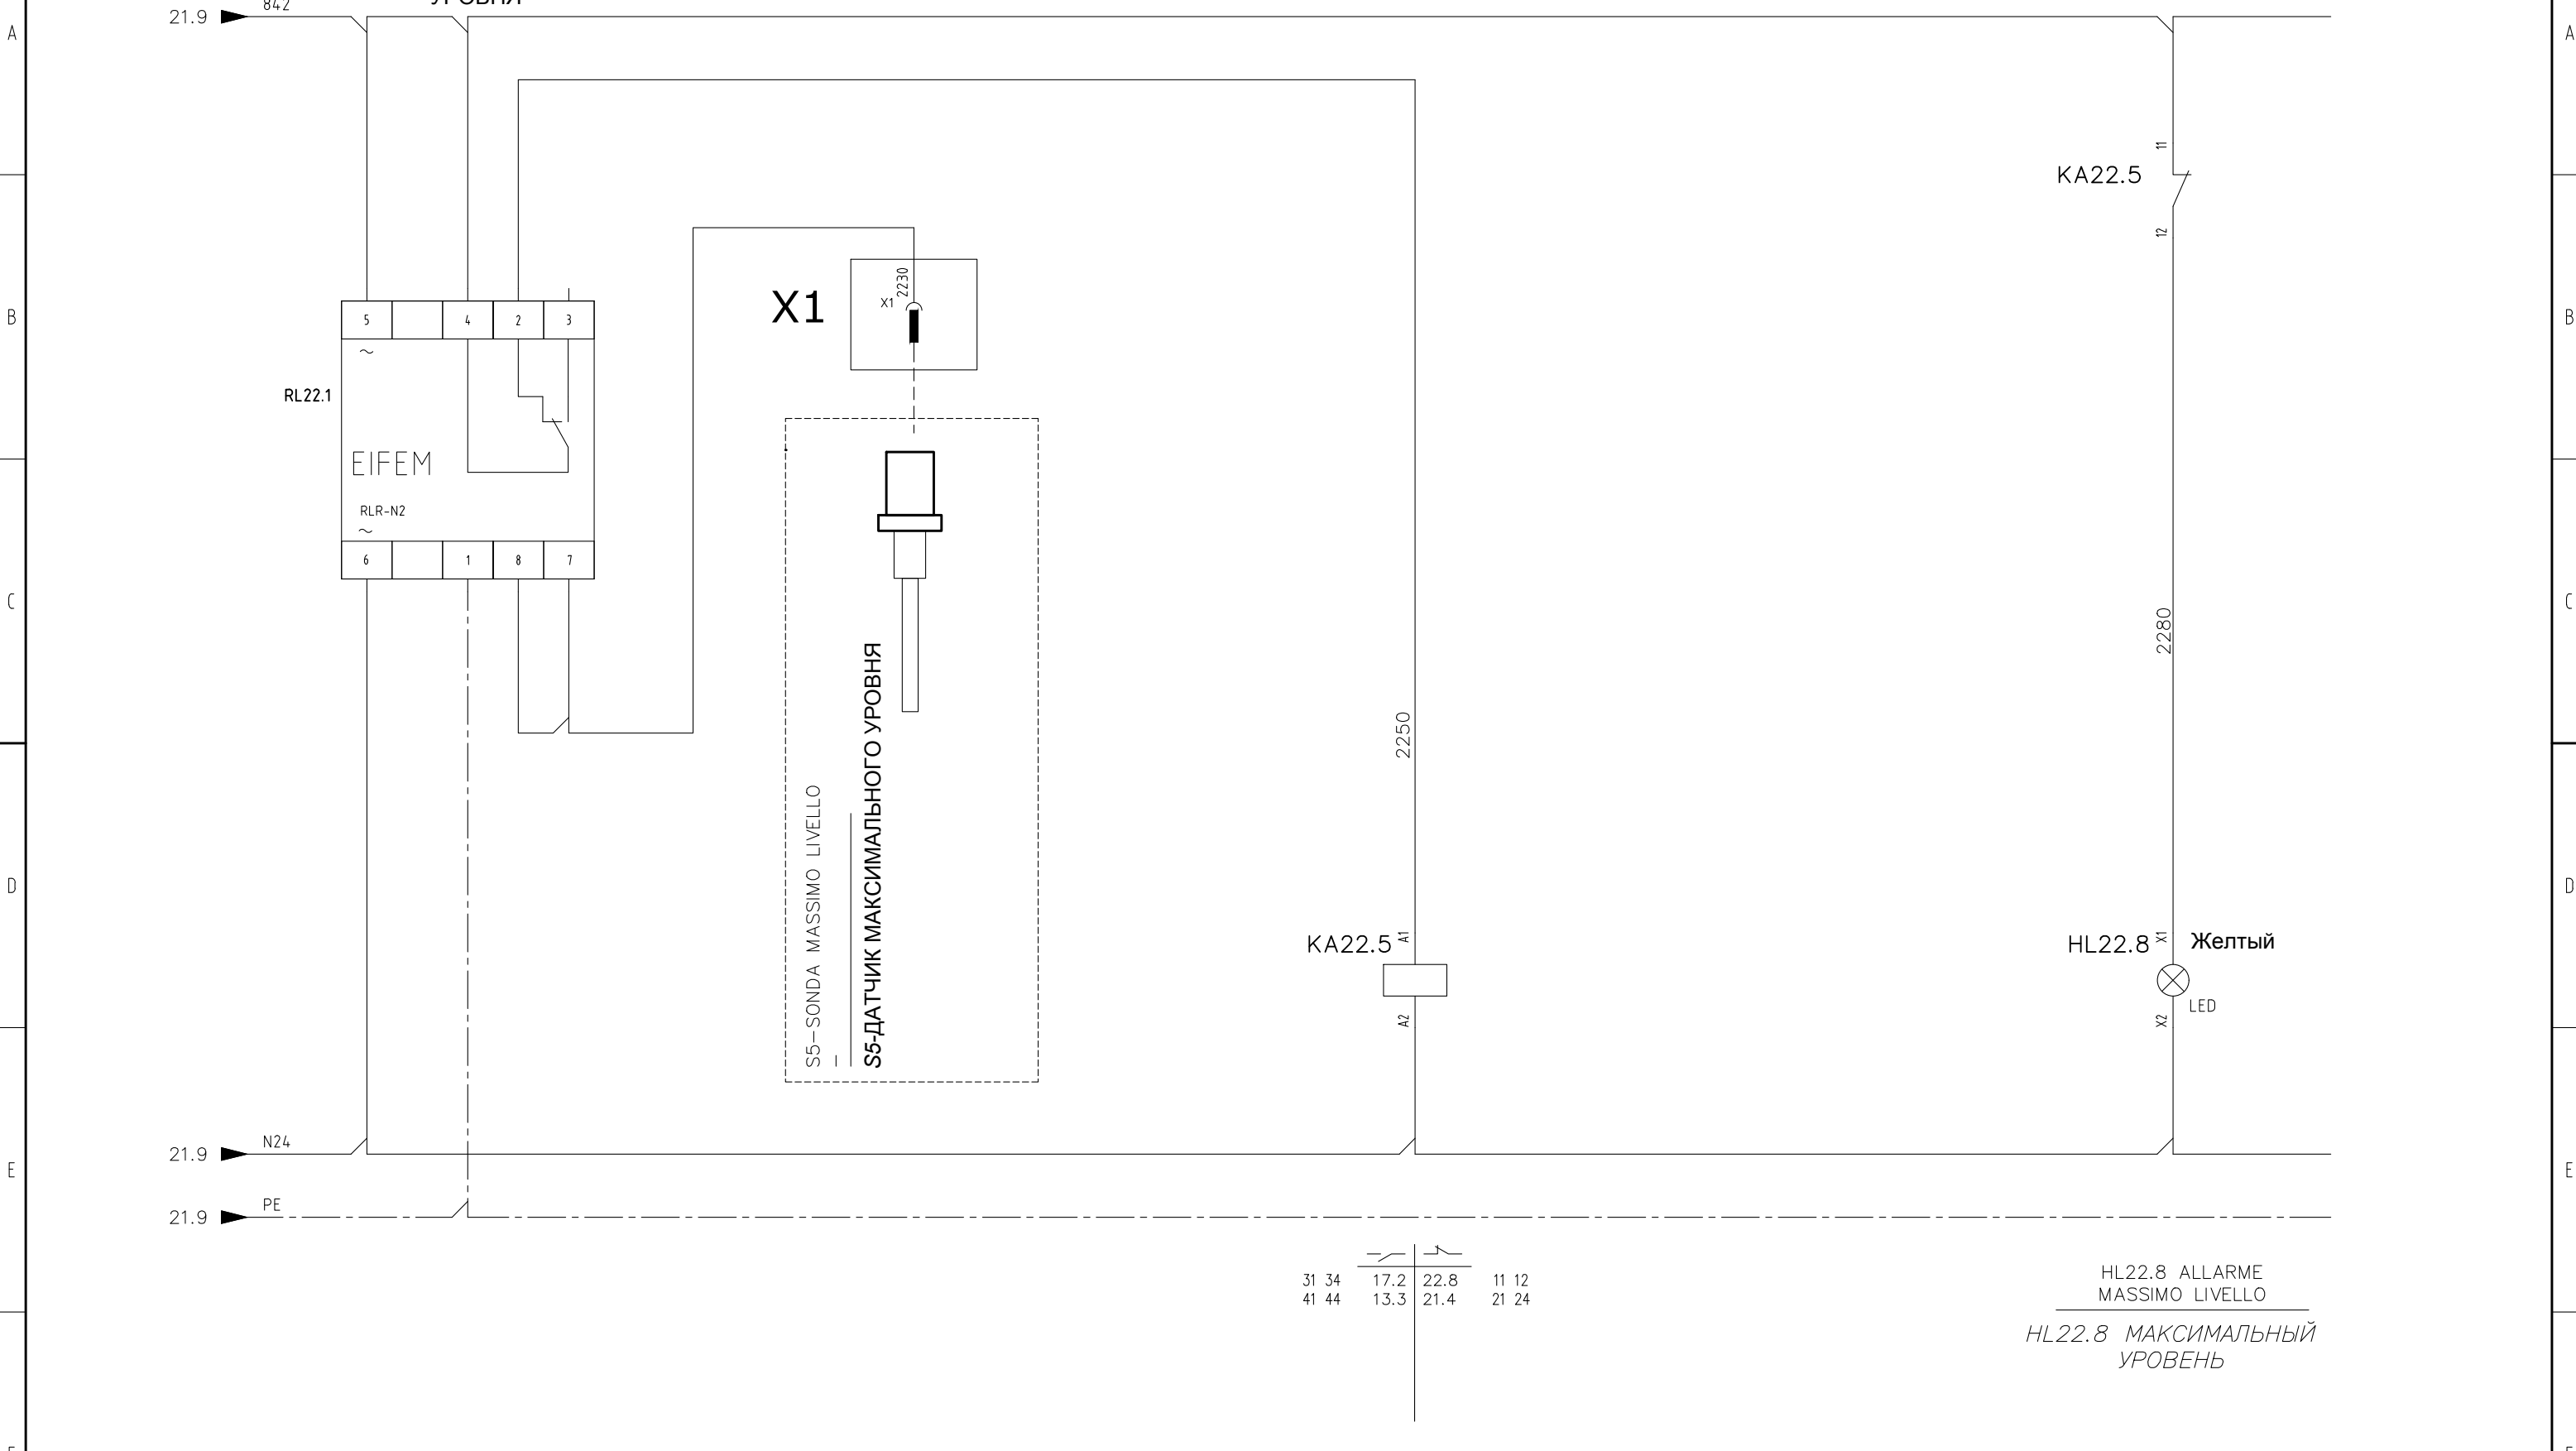 УРОВНЯ
842
21.9
A
A
11
KA22.5
12
2230
X1
X1
B
B
5
4
2
3
RL22.1
EIFEM
RLR-N2
6
1
8
7
C
C
2280
2250
S5-SONDA MASSIMO LIVELLO
S5-ДАТЧИК МАКСИМАЛЬНОГО УРОВНЯ
D
D
KA22.5
A1
A2
HL22.8
X1
Желтый
LED
X2
N24
21.9
E
E
PE
21.9
31 34 17.2 22.8 11 12
41 44 13.3 21.4 21 24
HL22.8 ALLARME
MASSIMO LIVELLO
HL22.8 МАКСИМАЛЬНЫЙ
УРОВЕНЬ